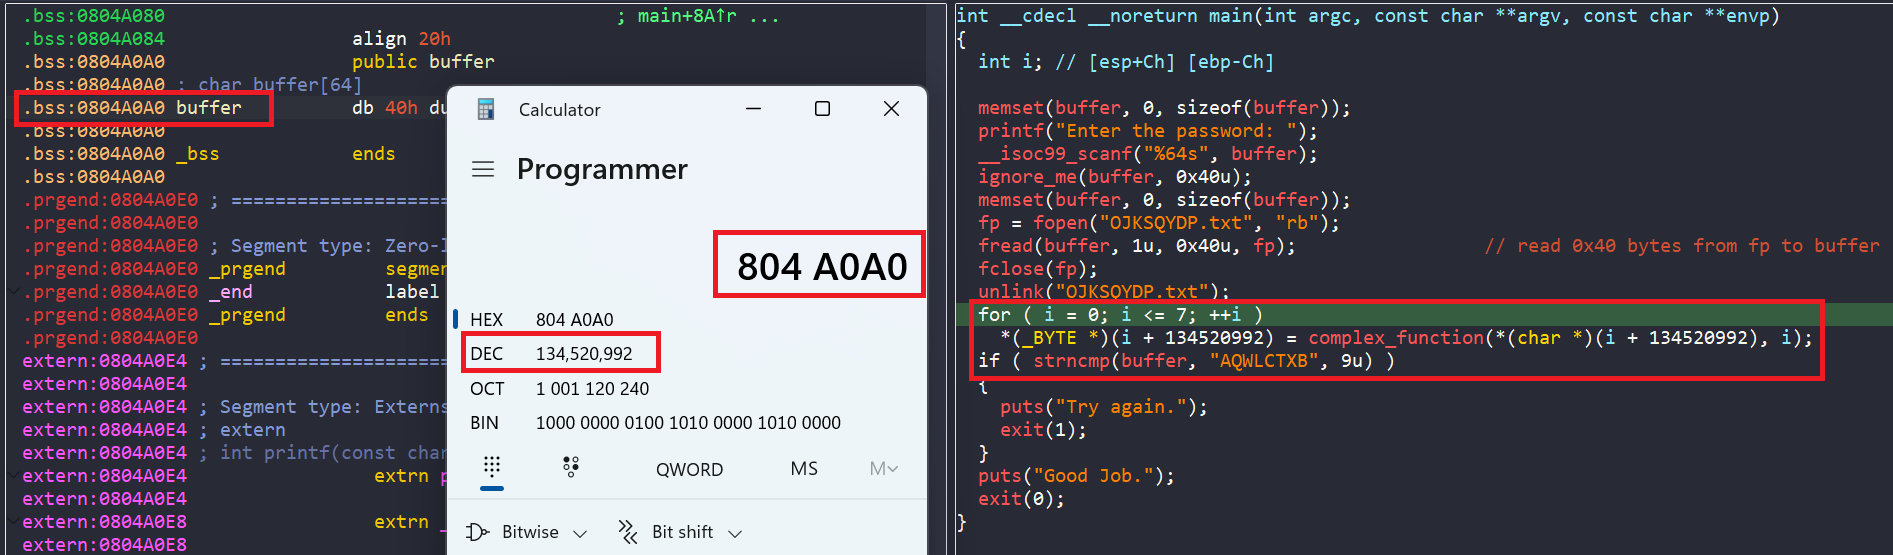 .bss:0804A080 ; main+8A↑r ...
.bss:0804A084 align 20h
.bss:0804A0A0 public buffer
.bss:0804A0A0 ; char buffer[64]
.bss:0804A0A0 buffer db 40h du
.bss:0804A0A0
.bss:0804A0A0 _bss ends
.bss:0804A0A0
.prgend:0804A0E0 ; ====================
.prgend:0804A0E0
.prgend:0804A0E0 ; Segment type: Zero-l
.prgend:0804A0E0 _prgend segmen
.prgend:0804A0E0 _end label
.prgend:0804A0E0 _prgend ends
extern:0804A0E4 ; =====================
extern:0804A0E4
extern:0804A0E4 ; Segment type: Externs
extern:0804A0E4 ; extern
extern:0804A0E4 ; int printf(const char
extern:0804A0E4 extrn p
extern:0804A0E4
extern:0804A0E8 extrn _
extern:0804A0E8
Calculator
Programmer
804 A0A0
HEX 804 A0A0
DEC 134,520,992
OCT 1 001 120 240
BIN 1000 0000 0100 1010 0000 1010 0000
QWORD MS M
Bitwise Bit shift
int __cdecl __noreturn main(int argc, const char **argv, const char **envp)
{
int i; // [esp+Ch] [ebp-Ch]
memset(buffer, 0, sizeof(buffer));
printf("Enter the password: ");
__isoc99_scanf("%64s", buffer);
ignore_me(buffer, 0x40u);
memset(buffer, 0, sizeof(buffer));
fp = fopen("OJKSQYDP.txt", "rb");
fread(buffer, 1u, 0x40u, fp); // read 0x40 bytes from fp to buffer
fclose(fp);
unlink("OJKSQYDP.txt");
for ( i = 0; i <= 7; ++i )
*(_BYTE *)(i + 134520992) = complex_function(*(char *)(i + 134520992), i);
if ( strncmp(buffer, "AQWLCTXB", 9u) )
{
puts("Try again.");
exit(1);
}
puts("Good Job.");
exit(0);
}